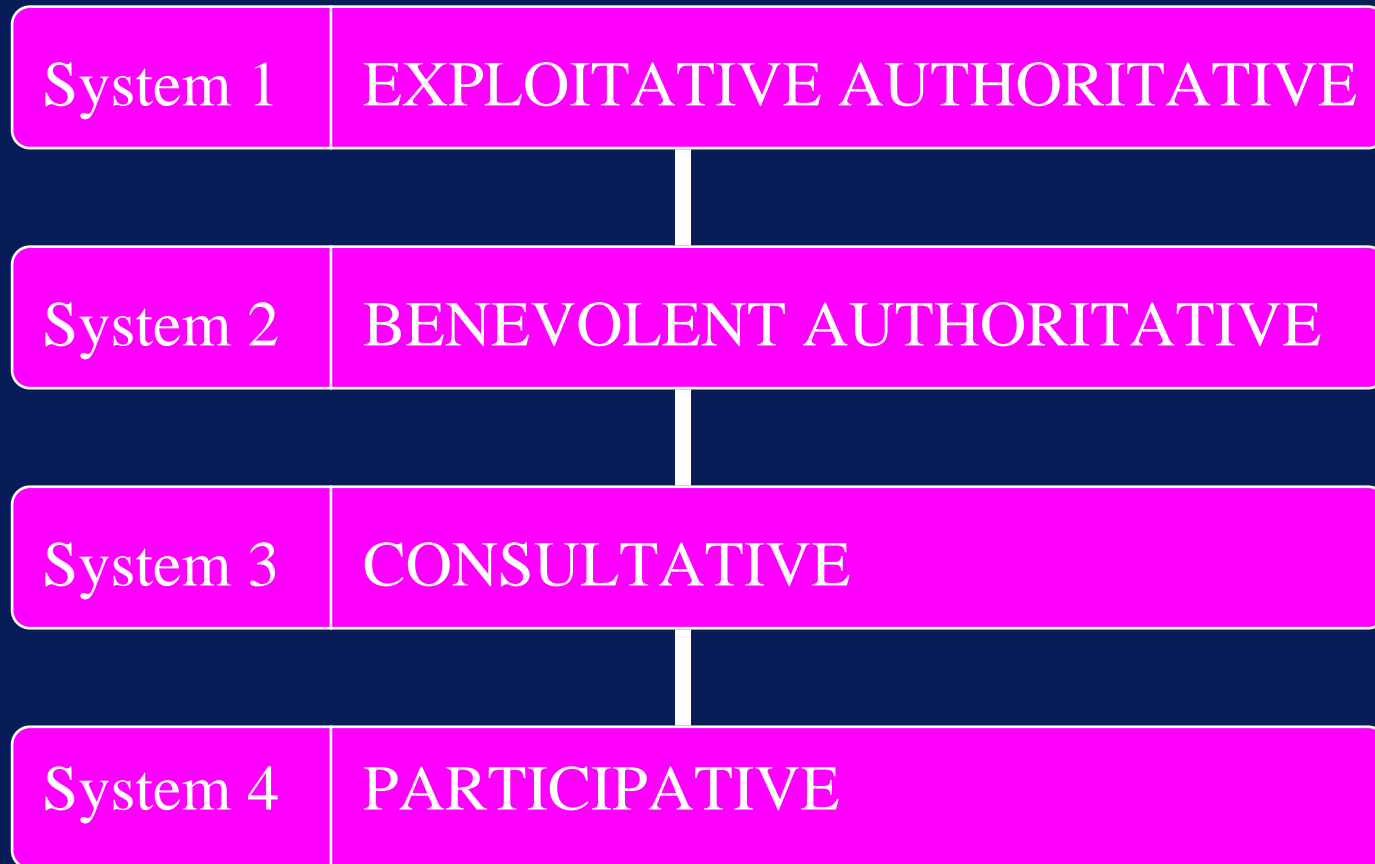 System 1 EXPLOITATIVE AUTHORITATIVE
System 2 BENEVOLENT AUTHORITATIVE
System 3 CONSULTATIVE
System 4 PARTICIPATIVE